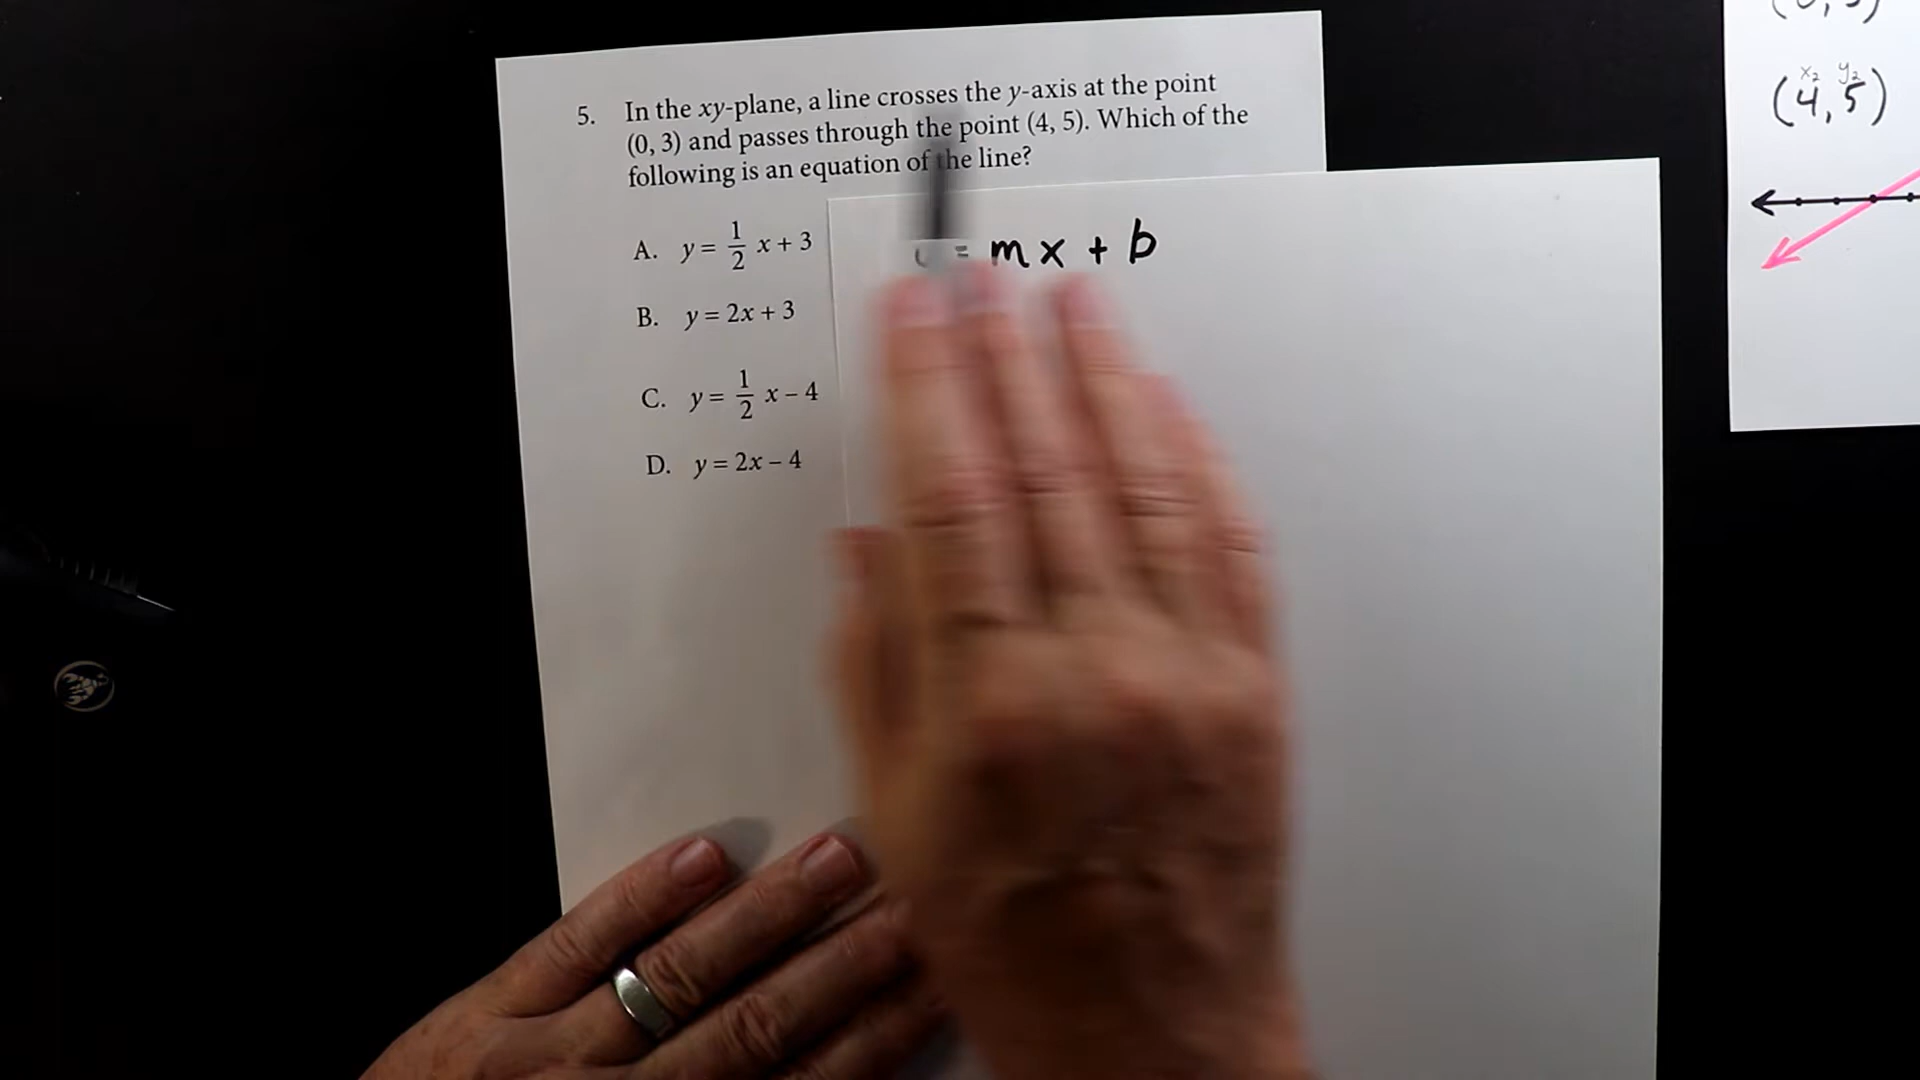 5. In the xy-plane, a line crosses the y-axis at the point
(0, 3) and passes through the point (4, 5). Which of the
following is an equation of the line?
A. y = 1/2 x + 3
B. y = 2x + 3
C. y = 1/2 x – 4
D. y = 2x – 4
= mx + b
x₂ y₂
(4, 5)